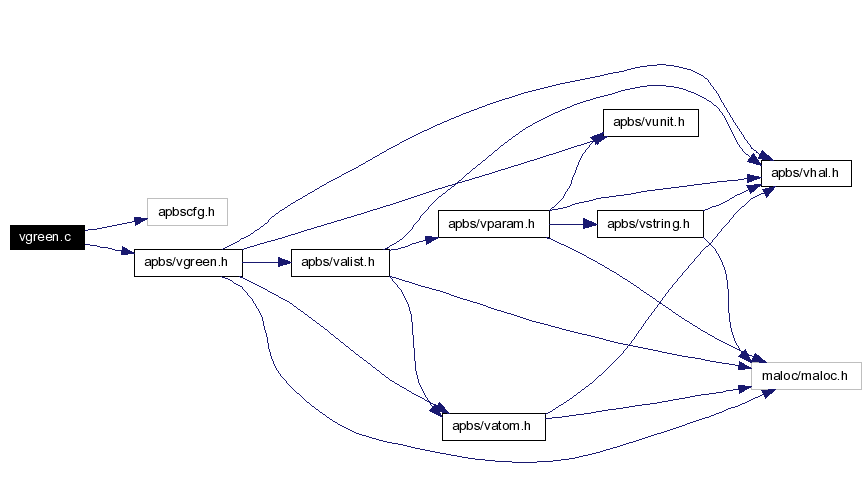 vgreen.c
apbscfg.h
apbs/vgreen.h
apbs/valist.h
apbs/vparam.h
apbs/vatom.h
apbs/vunit.h
apbs/vstring.h
apbs/vhal.h
maloc/maloc.h